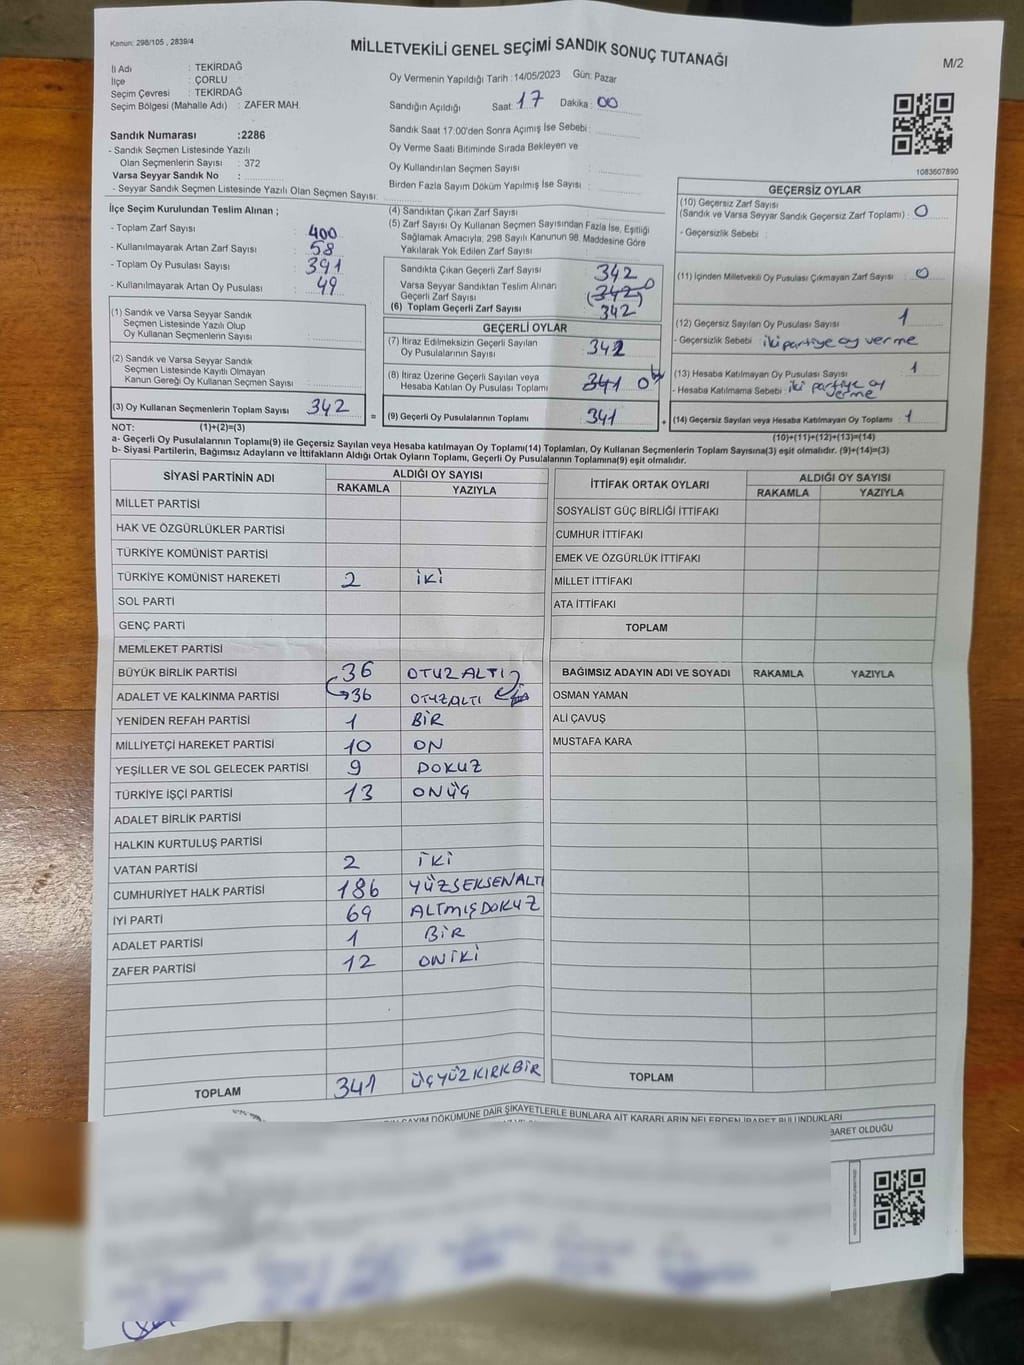 Kanun: 298/105 , 2839/4
MİLLETVEKİLİ GENEL SEÇİMİ SANDIK SONUÇ TUTANAĞI
M/2
İl Adı : TEKİRDAĞ
İlçe : ÇORLU
Seçim Çevresi : TEKİRDAĞ
Seçim Bölgesi (Mahalle Adı) : ZAFER MAH.
Sandık Numarası :2286
- Sandık Seçmen Listesinde Yazılı
Olan Seçmenlerin Sayısı : 372
Varsa Seyyar Sandık No :
- Seyyar Sandık Seçmen Listesinde Yazılı Olan Seçmen Sayısı:
Oy Vermenin Yapıldığı Tarih :14/05/2023 Gün: Pazar
Sandığın Açıldığı Saat: 17 Dakika: 00
Sandık Saat 17.00'den Sonra Açımış İse Sebebi:
Oy Verme Saati Bitiminde Sırada Bekleyen ve
Oy Kullandırılan Seçmen Sayısı :
Birden Fazla Sayım Döküm Yapılmış İse Sayısı :
1083607890
İlçe Seçim Kurulundan Teslim Alınan ;
- Toplam Zarf Sayısı : 400
- Kullanılmayarak Artan Zarf Sayısı : 58
- Toplam Oy Pusulası Sayısı : 391
- Kullanılmayarak Artan Oy Pusulası : 49
(1) Sandık ve Varsa Seyyar Sandık
Seçmen Listesinde Yazılı Olup
Oy Kullanan Seçmenlerin Sayısı :
(2) Sandık ve Varsa Seyyar Sandık
Seçmen Listesinde Kayıtlı Olmayan
Kanun Gereği Oy Kullanan Seçmen Sayısı :
(3) Oy Kullanan Seçmenlerin Toplam Sayısı 342
(4) Sandıktan Çıkan Zarf Sayısı :
(5) Zarf Sayısı Oy Kullanan Seçmen Sayısından Fazla İse, Eşitliği
Sağlamak Amacıyla, 298 Sayılı Kanunun 98. Maddesine Göre
Yakılarak Yok Edilen Zarf Sayısı :
Sandıkta Çıkan Geçerli Zarf Sayısı 342
Varsa Seyyar Sandıktan Teslim Alınan
Geçerli Zarf Sayısı (342) 0
(6) Toplam Geçerli Zarf Sayısı 342
GEÇERLİ OYLAR
(7) İtiraz Edilmeksizin Geçerli Sayılan
Oy Pusulalarının Sayısı 342
(8) İtiraz Üzerine Geçerli Sayılan veya
Hesaba Katılan Oy Pusulası Toplamı 341 0
= (9) Geçerli Oy Pusulalarının Toplamı 341
GEÇERSİZ OYLAR
(10) Geçersiz Zarf Sayısı
(Sandık ve Varsa Seyyar Sandık Geçersiz Zarf Toplamı) : 0
- Geçersizlik Sebebi :
(11) İçinden Milletvekili Oy Pusulası Çıkmayan Zarf Sayısı : 0
(12) Geçersiz Sayılan Oy Pusulası Sayısı 1
- Geçersizlik Sebebi iki partiye oy verme
(13) Hesaba Katılmayan Oy Pusulası Sayısı : 1
- Hesaba Katılmama Sebebi : iki partiye oy
verme
+ (14) Geçersiz Sayılan veya Hesaba Katılmayan Oy Toplamı : 1
NOT: (1)+(2)=(3)
(10)+(11)+(12)+(13)=(14)
a- Geçerli Oy Pusulalarının Toplamı(9) ile Geçersiz Sayılan veya Hesaba katılmayan Oy Toplamı(14) Toplamları, Oy Kullanan Seçmenlerin Toplam Sayısına(3) eşit olmalıdır. (9)+(14)=(3)
b- Siyasi Partilerin, Bağımsız Adayların ve İttifakların Aldığı Ortak Oyların Toplamı, Geçerli Oy Pusulalarının Toplamına(9) eşit olmalıdır.
SİYASİ PARTİNİN ADI ALDIĞI OY SAYISI
RAKAMLA YAZIYLA
MİLLET PARTİSİ
HAK VE ÖZGÜRLÜKLER PARTİSİ
TÜRKİYE KOMÜNİST PARTİSİ
TÜRKİYE KOMÜNİST HAREKETİ 2 İKİ
SOL PARTİ
GENÇ PARTİ
MEMLEKET PARTİSİ
BÜYÜK BİRLİK PARTİSİ 36 OTUZALTI
ADALET VE KALKINMA PARTİSİ 36 OTUZALTI
YENİDEN REFAH PARTİSİ 1 BİR
MİLLİYETÇİ HAREKET PARTİSİ 10 ON
YEŞİLLER VE SOL GELECEK PARTİSİ 9 DOKUZ
TÜRKİYE İŞÇİ PARTİSİ 13 ONÜÇ
ADALET BİRLİK PARTİSİ
HALKIN KURTULUŞ PARTİSİ
VATAN PARTİSİ 2 İKİ
CUMHURİYET HALK PARTİSİ 186 YÜZSEKSENALTI
İYİ PARTİ 69 ALTMIŞDOKUZ
ADALET PARTİSİ 1 BİR
ZAFER PARTİSİ 12 ONİKİ
TOPLAM 341 ÜÇYÜZKIRKBİR
İTTİFAK ORTAK OYLARI ALDIĞI OY SAYISI
RAKAMLA YAZIYLA
SOSYALİST GÜÇ BİRLİĞİ İTTİFAKI
CUMHUR İTTİFAKI
EMEK VE ÖZGÜRLÜK İTTİFAKI
MİLLET İTTİFAKI
ATA İTTİFAKI
TOPLAM
BAĞIMSIZ ADAYIN ADI VE SOYADI RAKAMLA YAZIYLA
OSMAN YAMAN
ALİ ÇAVUŞ
MUSTAFA KARA
TOPLAM
SAYIM DÖKÜMÜNE DAİR ŞİKAYETLERLE BUNLARA AİT KARARLARIN NELERDEN İBARET BULUNDUKLARI
İBARET OLDUĞU